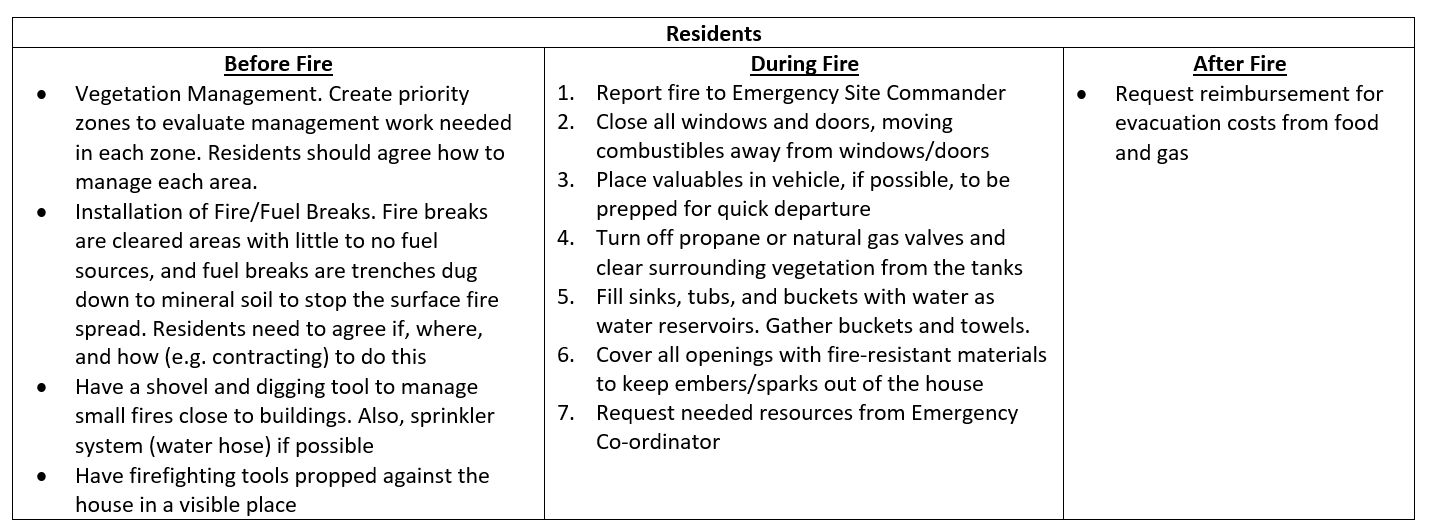 Residents
Before Fire
• Vegetation Management. Create priority
zones to evaluate management work needed
in each zone. Residents should agree how to
manage each area.
• Installation of Fire/Fuel Breaks. Fire breaks
are cleared areas with little to no fuel
sources, and fuel breaks are trenches dug
down to mineral soil to stop the surface fire
spread. Residents need to agree if, where,
and how (e.g. contracting) to do this
• Have a shovel and digging tool to manage
small fires close to buildings. Also, sprinkler
system (water hose) if possible
• Have firefighting tools propped against the
house in a visible place
During Fire
1. Report fire to Emergency Site Commander
2. Close all windows and doors, moving
combustibles away from windows/doors
3. Place valuables in vehicle, if possible, to be
prepped for quick departure
4. Turn off propane or natural gas valves and
clear surrounding vegetation from the tanks
5. Fill sinks, tubs, and buckets with water as
water reservoirs. Gather buckets and towels.
6. Cover all openings with fire-resistant materials
to keep embers/sparks out of the house
7. Request needed resources from Emergency
Co-ordinator
After Fire
• Request reimbursement for
evacuation costs from food
and gas